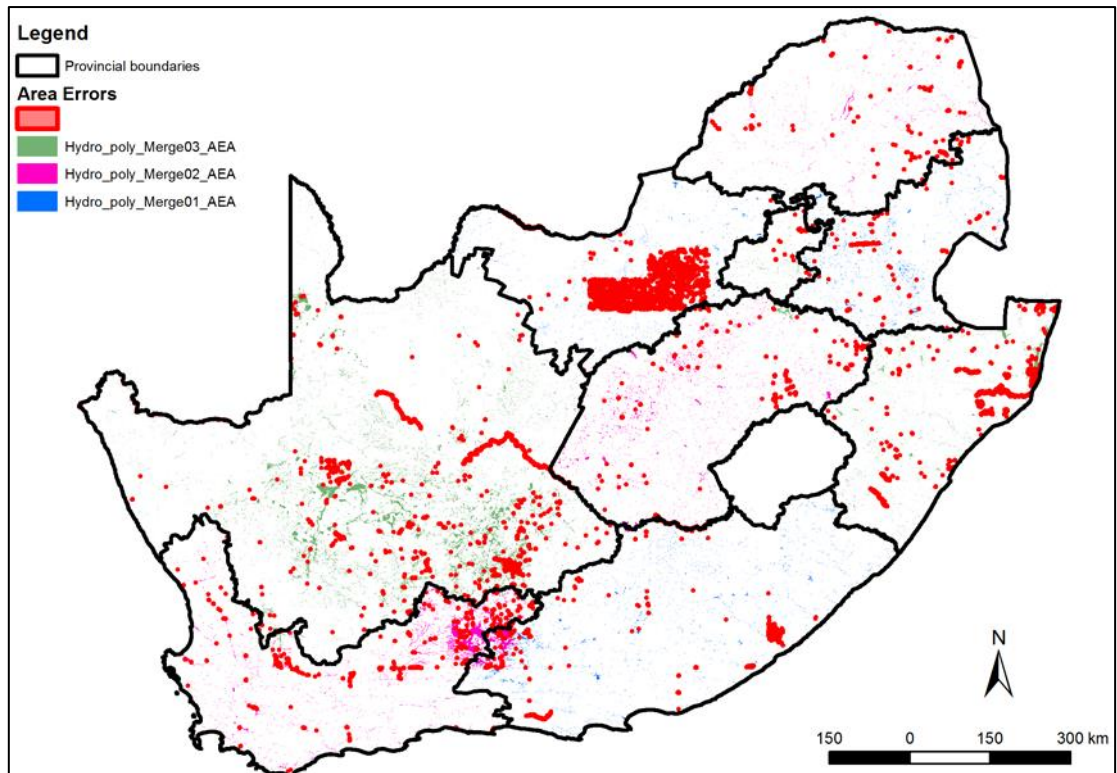 Legend
Provincial boundaries
Area Errors
Hydro_poly_Merge03_AEA
Hydro_poly_Merge02_AEA
Hydro_poly_Merge01_AEA
N
150 0 150 300 km